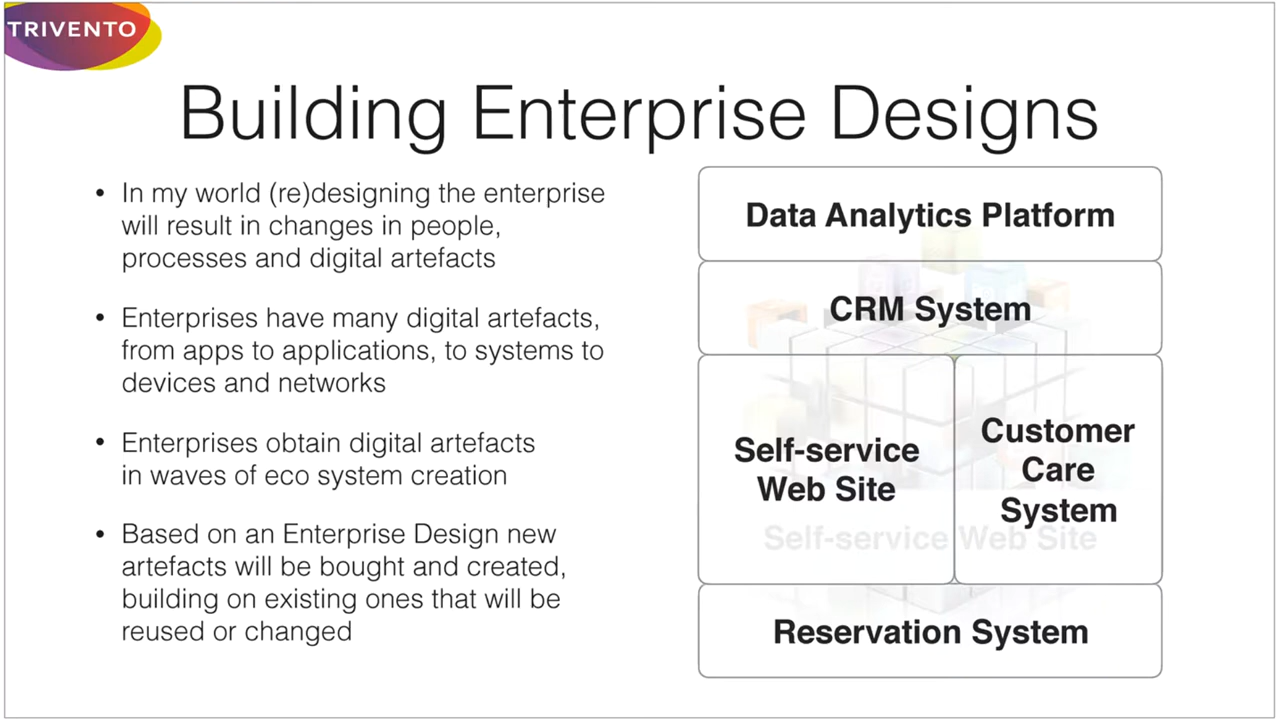 TRIVENTO
Building Enterprise Designs
• In my world (re)designing the enterprise
will result in changes in people,
processes and digital artefacts
• Enterprises have many digital artefacts,
from apps to applications, to systems to
devices and networks
• Enterprises obtain digital artefacts
in waves of eco system creation
• Based on an Enterprise Design new
artefacts will be bought and created,
building on existing ones that will be
reused or changed
Data Analytics Platform
CRM System
Self-service
Web Site
Customer
Care
System
Self-service Web Site
Reservation System